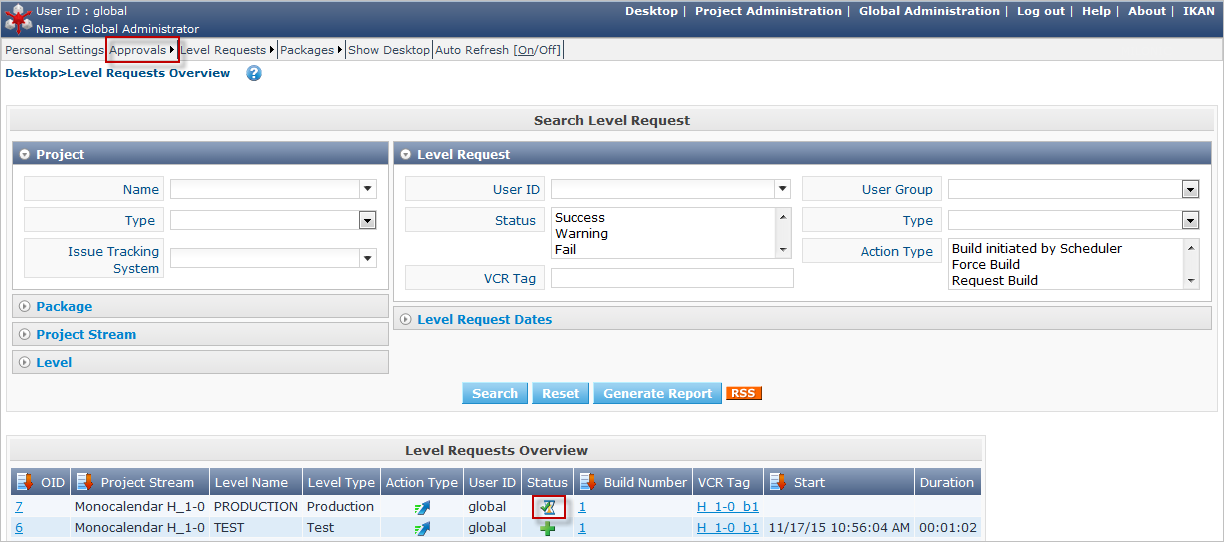 User ID : global
Name : Global Administrator
Desktop | Project Administration | Global Administration | Log out | Help | About | IKAN
Personal Settings Approvals Level Requests Packages Show Desktop Auto Refresh [On/Off]
Desktop>Level Requests Overview ?
Search Level Request
Project
Name
Type
Issue Tracking
System
Package
Project Stream
Level
Level Request
User ID
Status
Success
Warning
Fail
VCR Tag
User Group
Type
Action Type
Build initiated by Scheduler
Force Build
Request Build
Level Request Dates
Search Reset Generate Report RSS
Level Requests Overview
OID Project Stream Level Name Level Type Action Type User ID Status Build Number VCR Tag Start Duration
7 Monocalendar H_1-0 PRODUCTION Production global 1 H_1-0_b1
6 Monocalendar H_1-0 TEST Test global 1 H_1-0_b1 11/17/15 10:56:04 AM 00:01:02